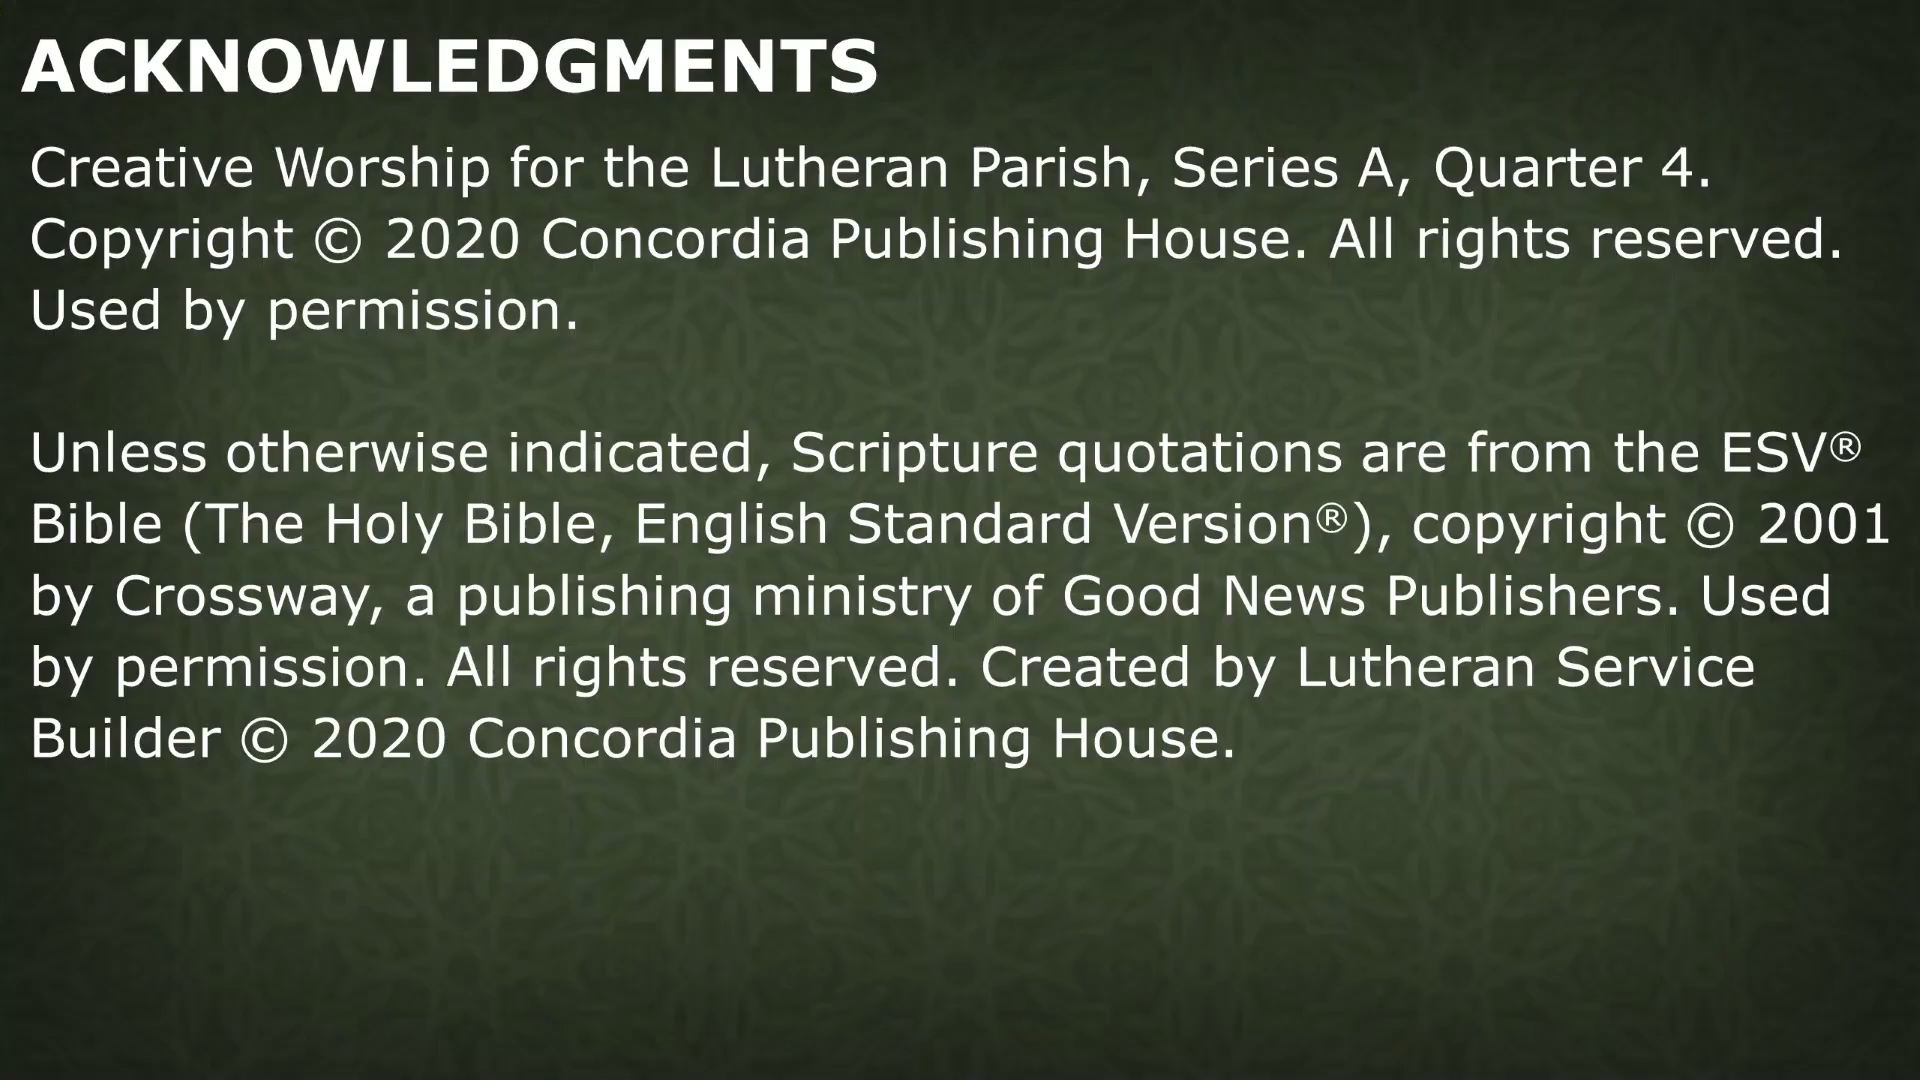 ACKNOWLEDGMENTS
Creative Worship for the Lutheran Parish, Series A, Quarter 4.
Copyright © 2020 Concordia Publishing House. All rights reserved.
Used by permission.
Unless otherwise indicated, Scripture quotations are from the ESV®
Bible (The Holy Bible, English Standard Version®), copyright © 2001
by Crossway, a publishing ministry of Good News Publishers. Used
by permission. All rights reserved. Created by Lutheran Service
Builder © 2020 Concordia Publishing House.